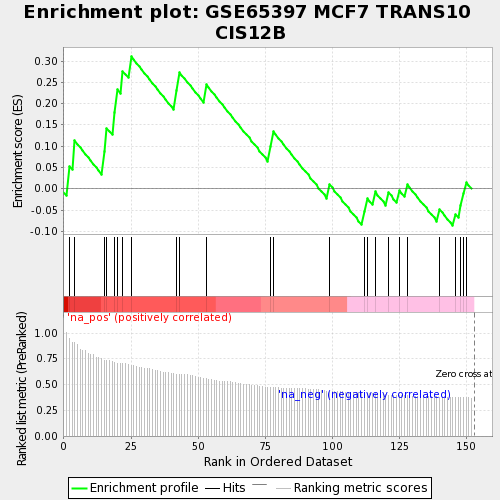 Enrichment plot: GSE65397 MCF7 TRANS10
CIS12B
Enrichment score (ES)
0.30
0.25
0.20
0.15
0.10
0.05
0.00
-0.05
-0.10
'na_pos' (positively correlated)
Ranked list metric (PreRanked)
1.00
0.75
0.50
0.25
0.00
Zero cross at
'na_neg' (negatively correlated)
0 25 50 75 100 125 150
Rank in Ordered Dataset
Enrichment profile Hits Ranking metric scores